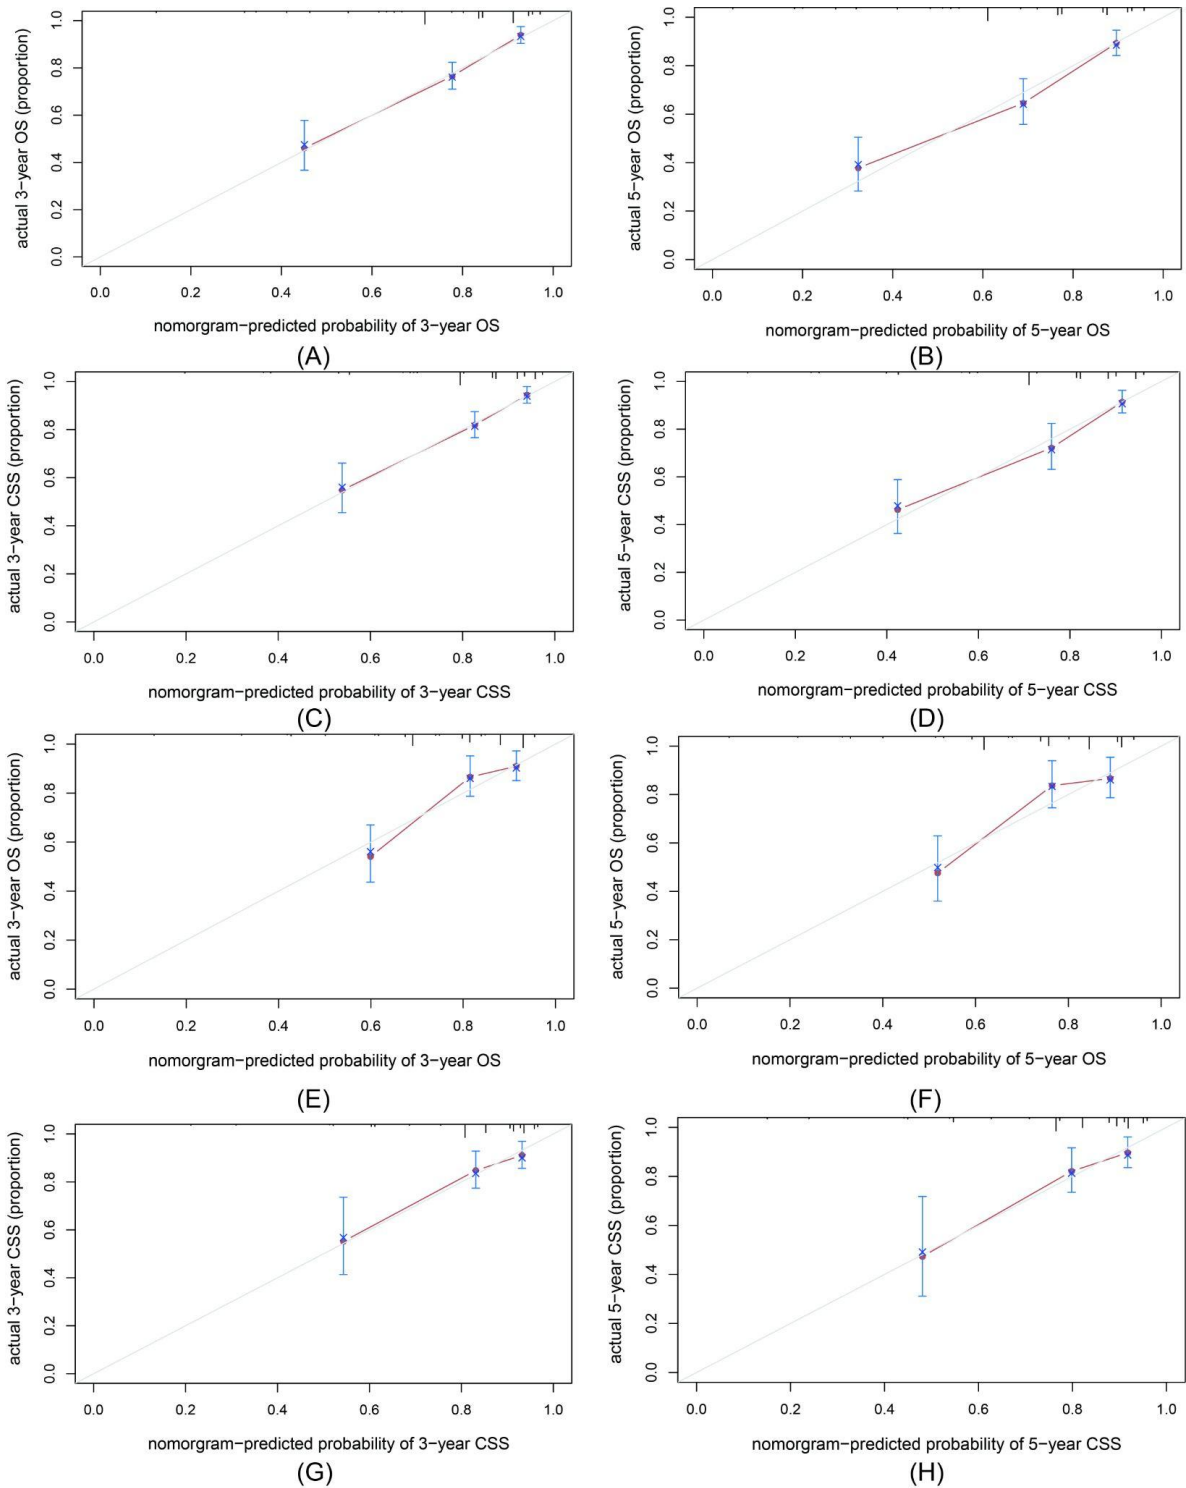 actual 3−year OS (proportion)
1.0
0.8
0.6
0.4
0.2
0.0
0.0 0.2 0.4 0.6 0.8 1.0
nomorgram−predicted probability of 3−year OS
(A)
actual 5−year OS (proportion)
1.0
0.8
0.6
0.4
0.2
0.0
0.0 0.2 0.4 0.6 0.8 1.0
nomorgram−predicted probability of 5−year OS
(B)
actual 3−year CSS (proportion)
1.0
0.8
0.6
0.4
0.2
0.0
0.0 0.2 0.4 0.6 0.8 1.0
nomorgram−predicted probability of 3−year CSS
(C)
actual 5−year CSS (proportion)
1.0
0.8
0.6
0.4
0.2
0.0
0.0 0.2 0.4 0.6 0.8 1.0
nomorgram−predicted probability of 5−year CSS
(D)
actual 3−year OS (proportion)
1.0
0.8
0.6
0.4
0.2
0.0
0.0 0.2 0.4 0.6 0.8 1.0
nomorgram−predicted probability of 3−year OS
(E)
actual 5−year OS (proportion)
1.0
0.8
0.6
0.4
0.2
0.0
0.0 0.2 0.4 0.6 0.8 1.0
nomorgram−predicted probability of 5−year OS
(F)
actual 3−year CSS (proportion)
1.0
0.8
0.6
0.4
0.2
0.0
0.0 0.2 0.4 0.6 0.8 1.0
nomorgram−predicted probability of 3−year CSS
(G)
actual 5−year CSS (proportion)
1.0
0.8
0.6
0.4
0.2
0.0
0.0 0.2 0.4 0.6 0.8 1.0
nomorgram−predicted probability of 5−year CSS
(H)